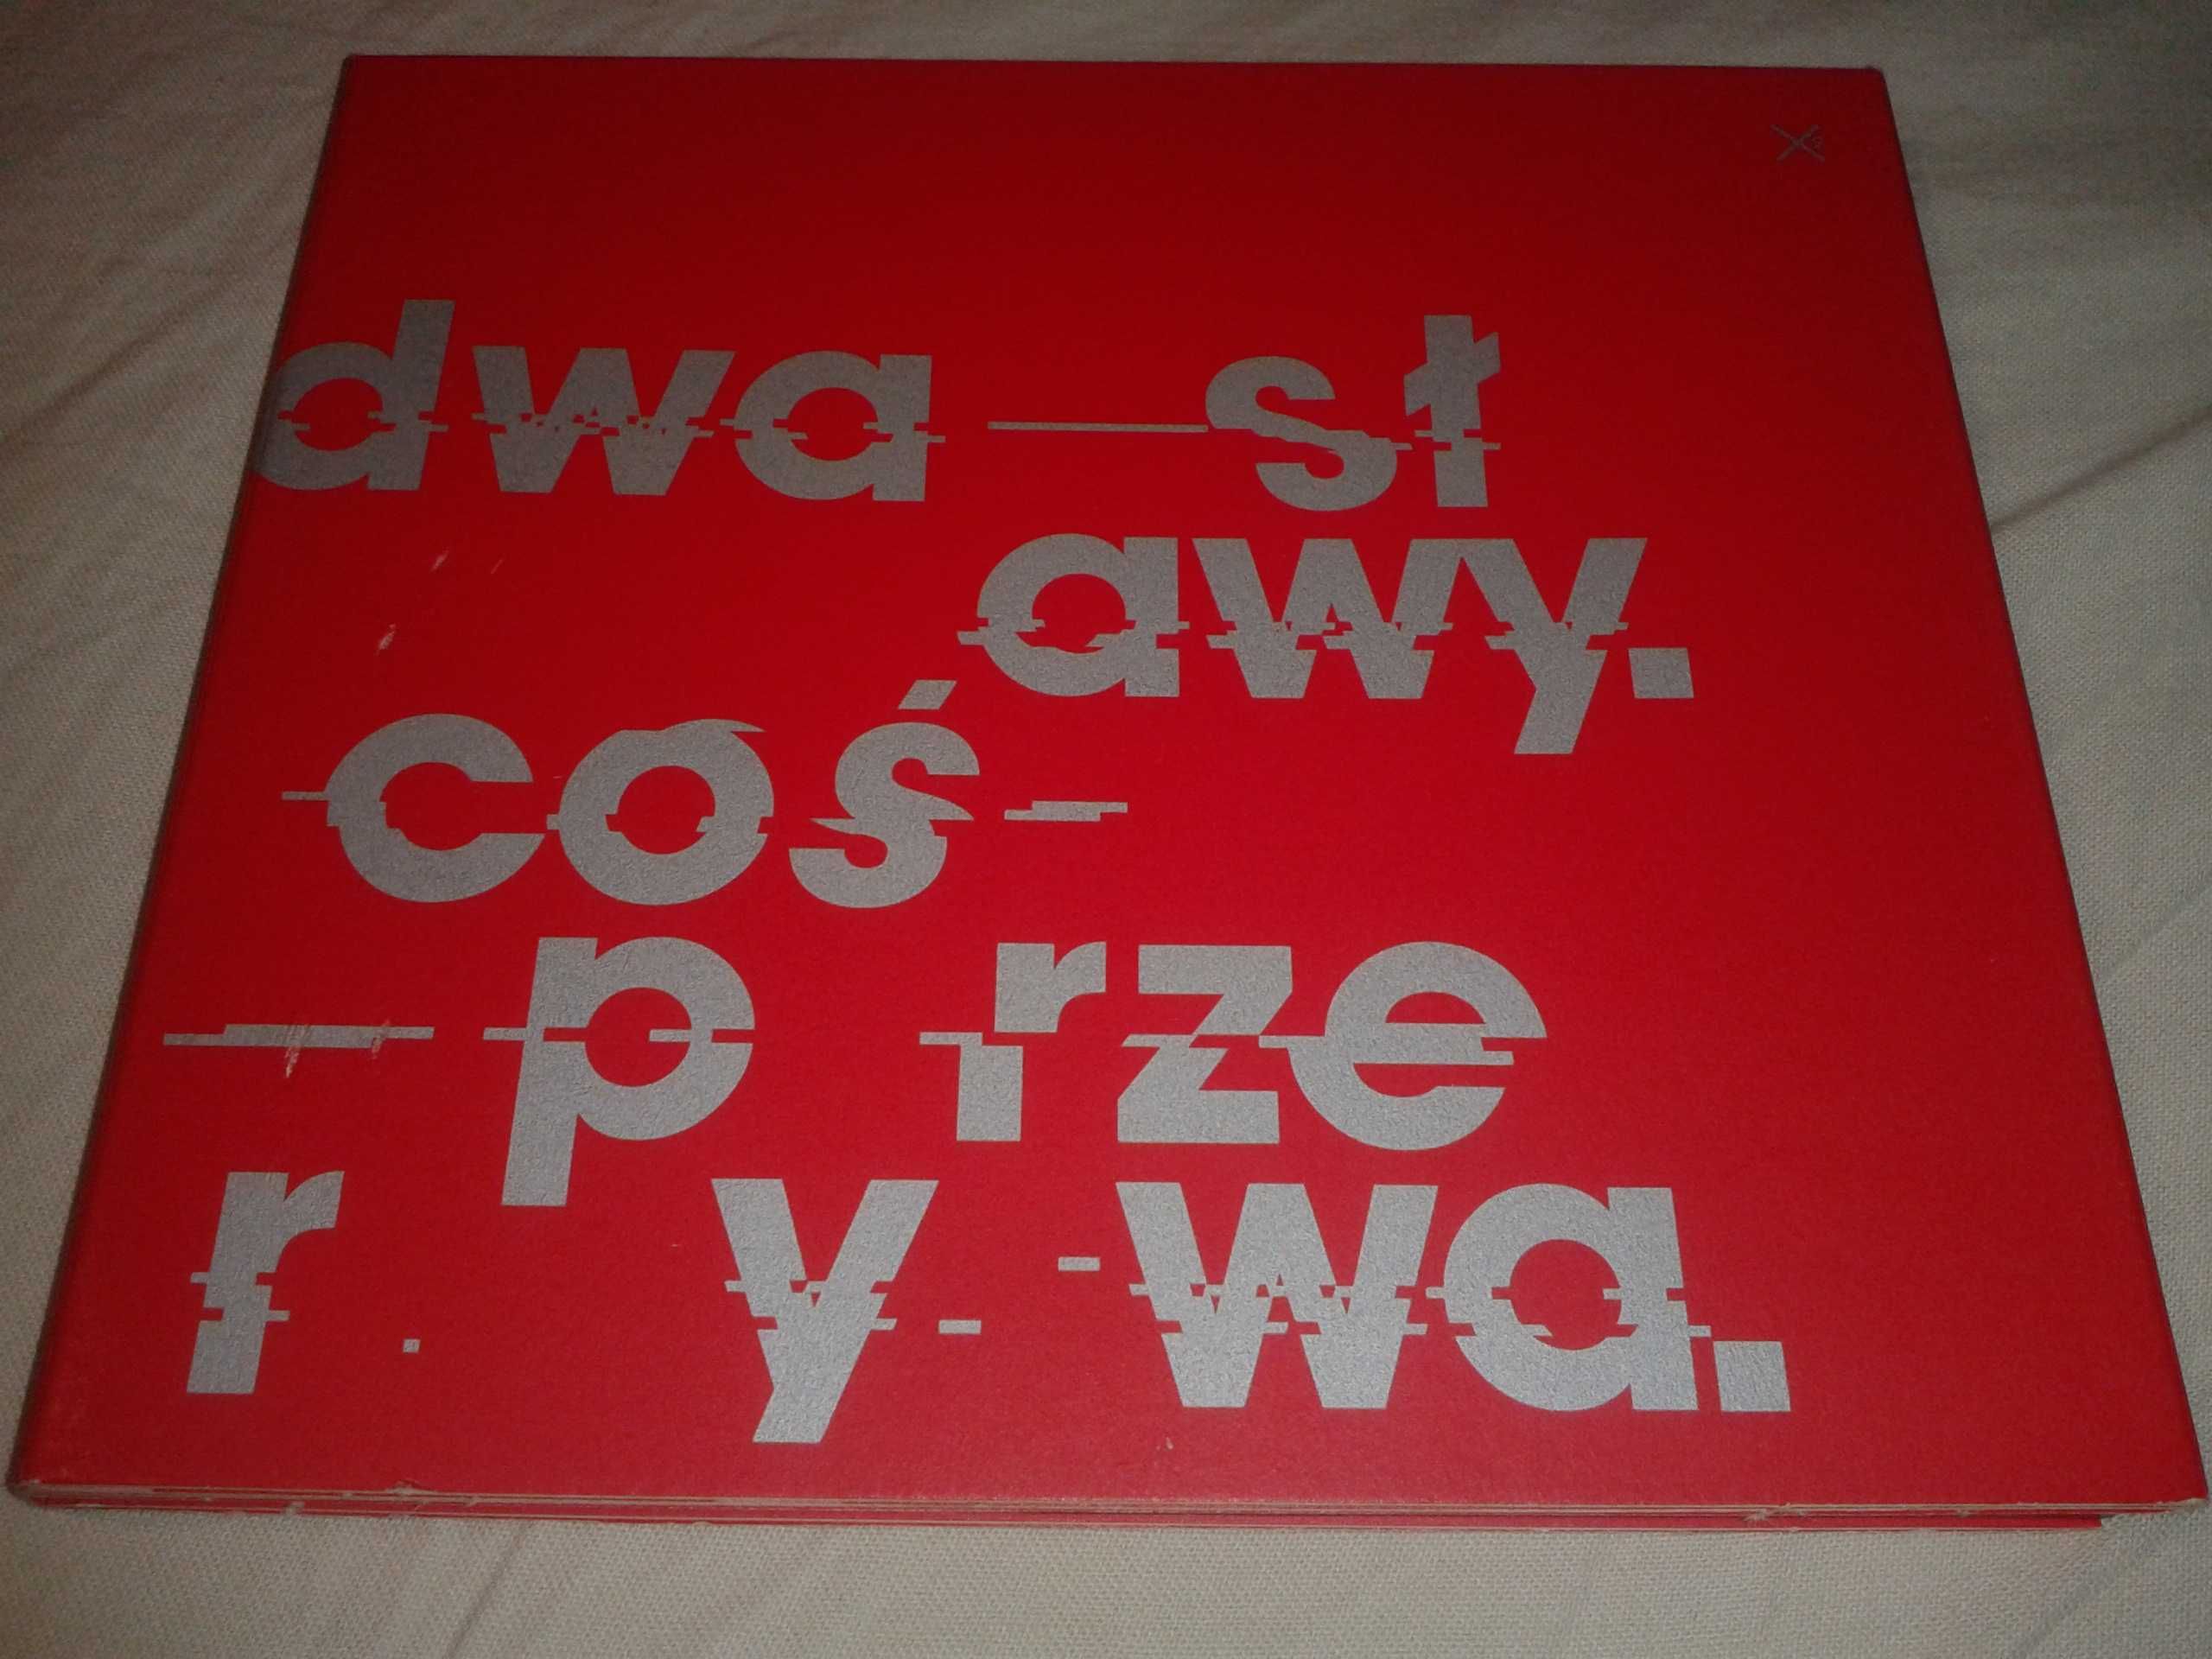 dwa—sł
awy.
coś-
—p rze
r . y - -wa.